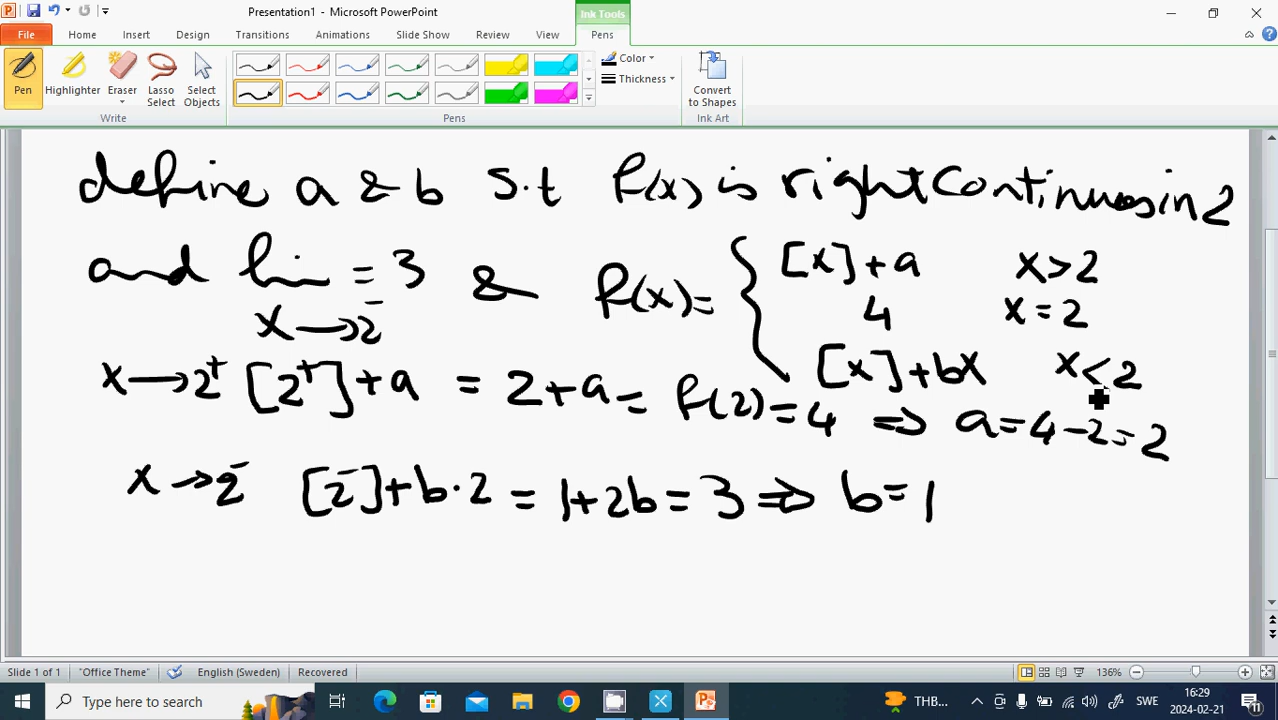 Presentation1 - Microsoft PowerPoint
Ink Tools
File Home Insert Design Transitions Animations Slide Show Review View Pens
Pen Highlighter Eraser Lasso Select Select Objects Color Thickness Convert to Shapes
Write Pens Ink Art
define a & b s.t f(x) is right Continues in 2
and lim = 3 & f(x) = { [x] + a x > 2
x → 2⁻ 4 x = 2
[x] + bx x < 2
x → 2⁺ [2⁺] + a = 2 + a = f(2) = 4 ⇒ a = 4 - 2 = 2
x → 2⁻ [2⁻] + b · 2 = 1 + 2b = 3 ⇒ b = 1
Slide 1 of 1 "Office Theme" English (Sweden) Recovered 136%
Type here to search THB... SWE 16:29
2024-02-21 11